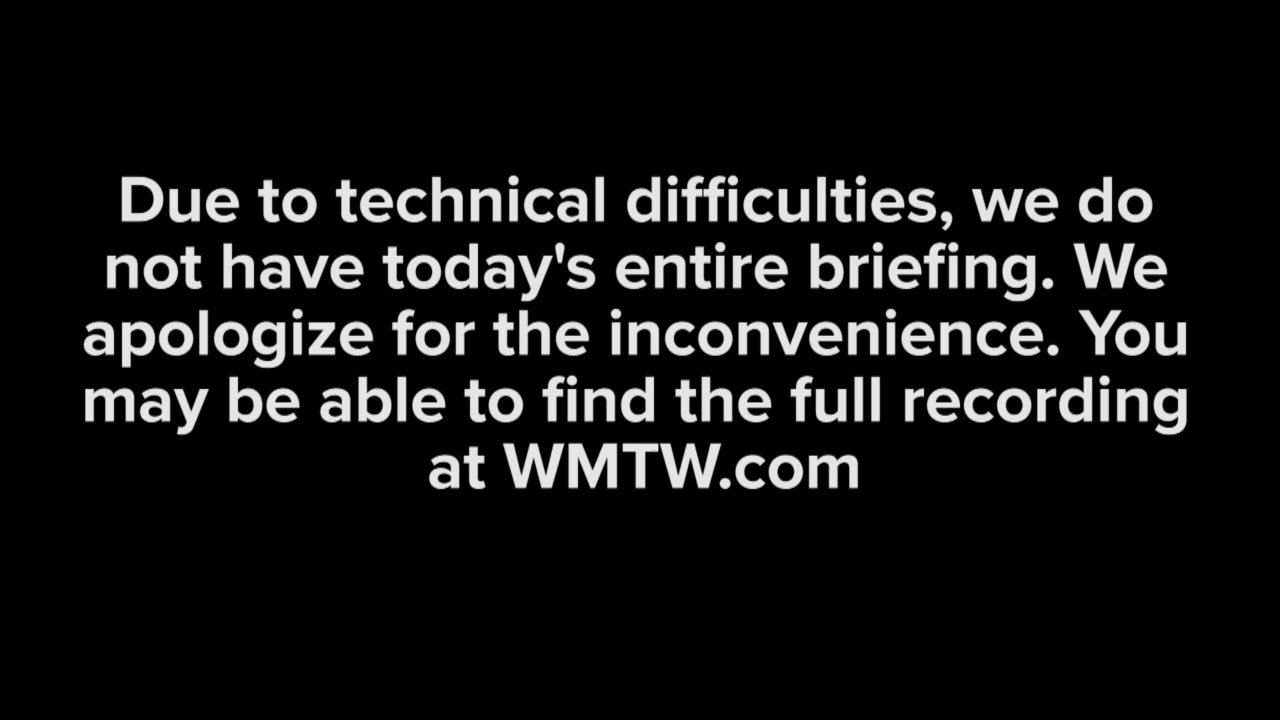 Due to technical difficulties, we do
not have today's entire briefing. We
apologize for the inconvenience. You
may be able to find the full recording
at WMTW.com